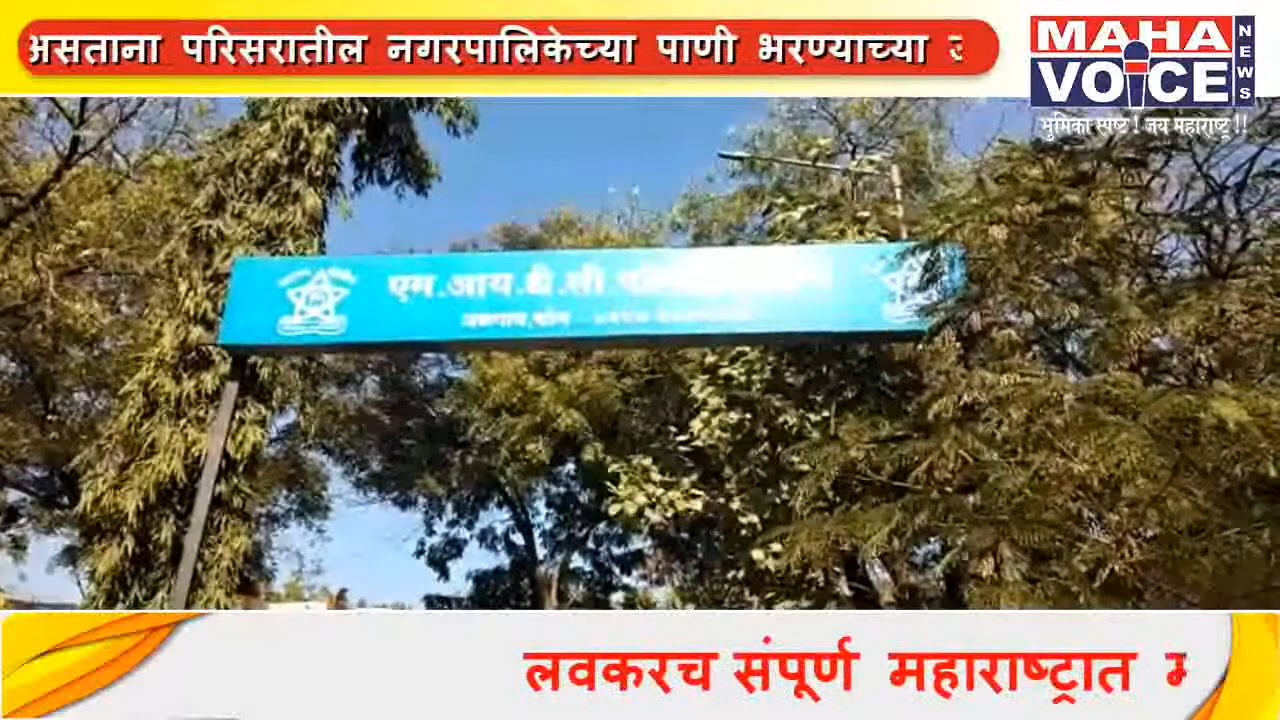 असताना परिसरातील नगरपालिकेच्या पाणी भरण्याच्या
MAHA
VOICE
NEWS
भुमिका स्पष्ट ! जय महाराष्ट्र !!
एम.आय.डी.सी.
लवकरच संपूर्ण महाराष्ट्रात